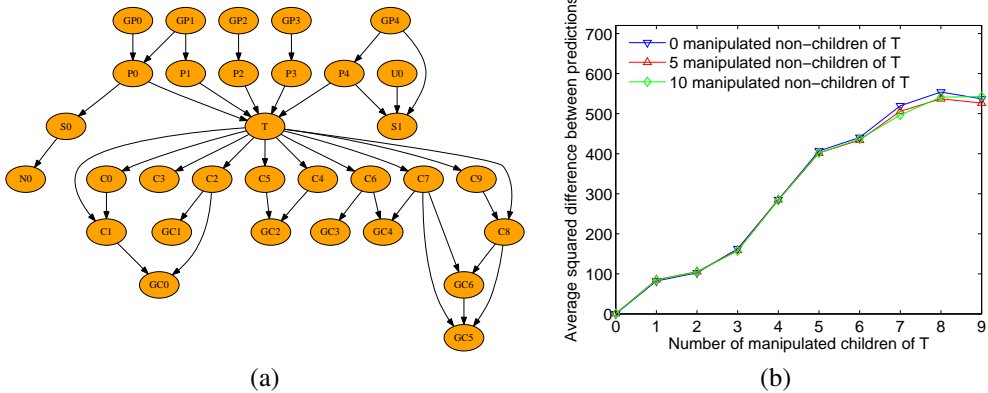 GP0 GP1 GP2 GP3 GP4
P0 P1 P2 P3 P4 U0
S0 T S1
N0 C0 C3 C2 C5 C4 C6 C7 C9
C1 GC1 GC2 GC3 GC4 C8
GC0 GC6
GC5
(a)
Average squared difference between predictions
700
600
500
400
300
200
100
0
0 manipulated non−children of T
5 manipulated non−children of T
10 manipulated non−children of T
0 1 2 3 4 5 6 7 8 9
Number of manipulated children of T
(b)